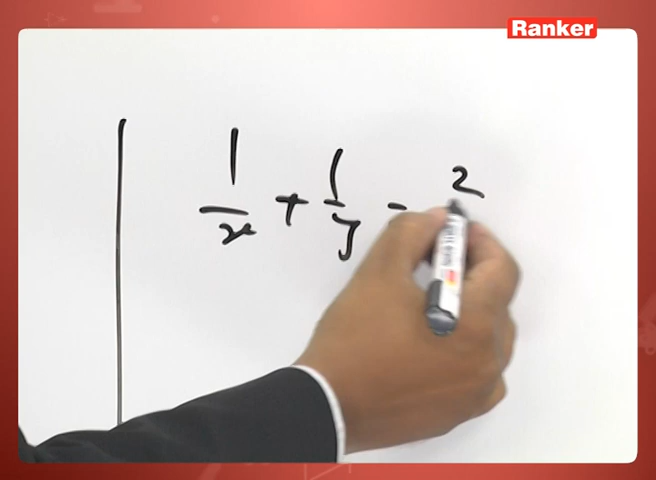 Ranker
1/x + 1/y = 2